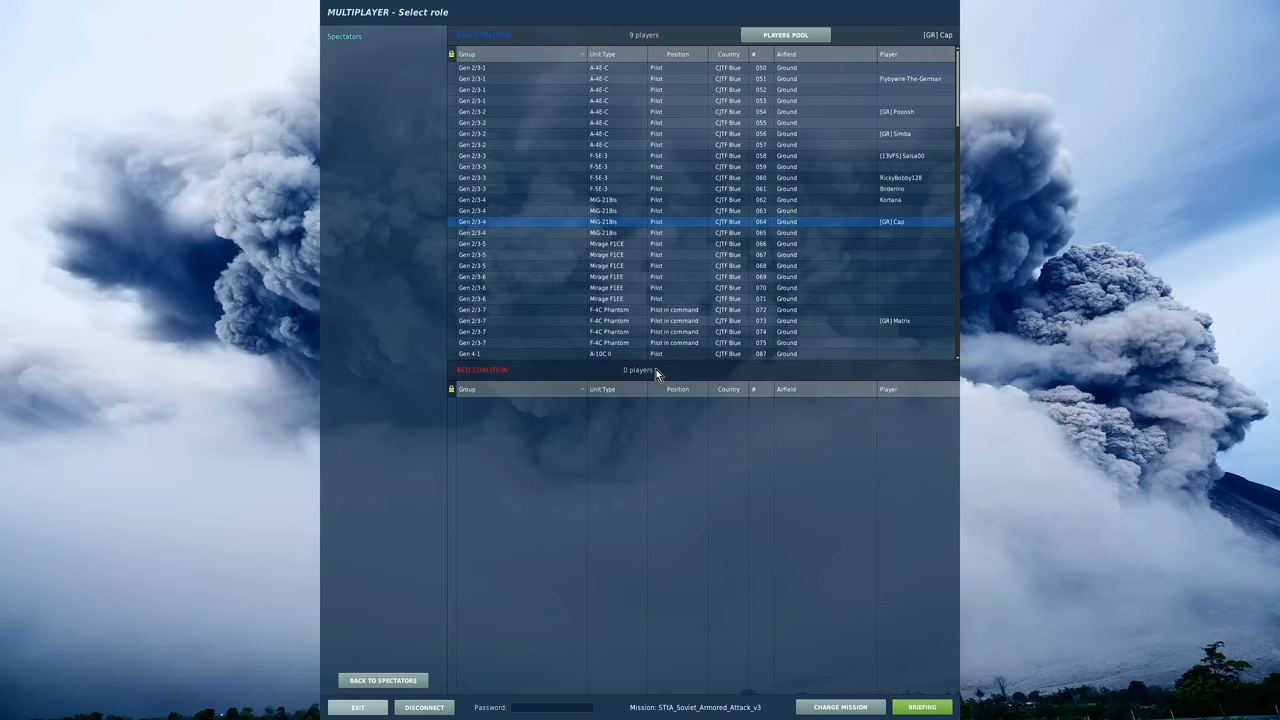 MULTIPLAYER - Select role
Spectators
BLUE COALITION 9 players PLAYERS POOL [GR] Cap
Group Unit Type Position Country # Airfield Player
Gen 2/3-1 A-4E-C Pilot CJTF Blue 050 Ground
Gen 2/3-1 A-4E-C Pilot CJTF Blue 051 Ground Flybywire-The-German
Gen 2/3-1 A-4E-C Pilot CJTF Blue 052 Ground
Gen 2/3-1 A-4E-C Pilot CJTF Blue 053 Ground
Gen 2/3-2 A-4E-C Pilot CJTF Blue 054 Ground [GR] Pooosh
Gen 2/3-2 A-4E-C Pilot CJTF Blue 055 Ground
Gen 2/3-2 A-4E-C Pilot CJTF Blue 056 Ground [GR] Simba
Gen 2/3-2 A-4E-C Pilot CJTF Blue 057 Ground
Gen 2/3-3 F-5E-3 Pilot CJTF Blue 058 Ground [13VFS] Salsa00
Gen 2/3-3 F-5E-3 Pilot CJTF Blue 059 Ground
Gen 2/3-3 F-5E-3 Pilot CJTF Blue 060 Ground RickyBobby128
Gen 2/3-3 F-5E-3 Pilot CJTF Blue 061 Ground Birderino
Gen 2/3-4 MiG-21Bis Pilot CJTF Blue 062 Ground Kortana
Gen 2/3-4 MiG-21Bis Pilot CJTF Blue 063 Ground
Gen 2/3-4 MiG-21Bis Pilot CJTF Blue 064 Ground [GR] Cap
Gen 2/3-4 MiG-21Bis Pilot CJTF Blue 065 Ground
Gen 2/3-5 Mirage F1CE Pilot CJTF Blue 066 Ground
Gen 2/3-5 Mirage F1CE Pilot CJTF Blue 067 Ground
Gen 2/3-5 Mirage F1CE Pilot CJTF Blue 068 Ground
Gen 2/3-6 Mirage F1EE Pilot CJTF Blue 069 Ground
Gen 2/3-6 Mirage F1EE Pilot CJTF Blue 070 Ground
Gen 2/3-6 Mirage F1EE Pilot CJTF Blue 071 Ground
Gen 2/3-7 F-4C Phantom Pilot in command CJTF Blue 072 Ground
Gen 2/3-7 F-4C Phantom Pilot in command CJTF Blue 073 Ground [GR] Matrix
Gen 2/3-7 F-4C Phantom Pilot in command CJTF Blue 074 Ground
Gen 2/3-7 F-4C Phantom Pilot in command CJTF Blue 075 Ground
Gen 4-1 A-10C II Pilot CJTF Blue 087 Ground
RED COALITION 0 players
Group Unit Type Position Country # Airfield Player
BACK TO SPECTATORS
EXIT DISCONNECT Password: Mission: STtA_Soviet_Armored_Attack_v3 CHANGE MISSION BRIEFING